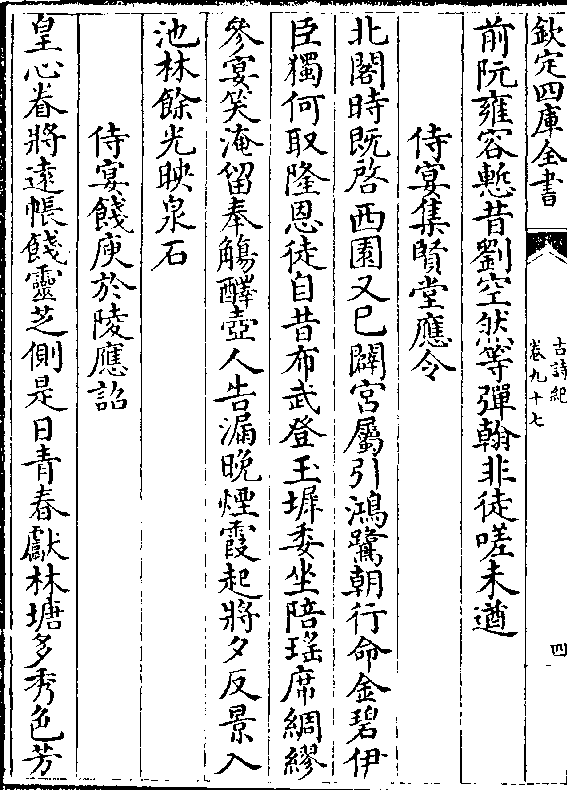 欽定四庫全書
古詩紀
卷九十七
四
前阮雍容慙昔劉空然等彈翰非徒嗟未遒
侍宴集賢堂應令
北閣時既啓西園又已闢宮屬引鴻鷺朝行命金碧伊
臣獨何取隆恩徒自昔布武登玉墀委坐陪瑤席綢繆
參宴笑淹留奉觴醳壺人告漏晚煙霞起將夕反景入
池林餘光映泉石
侍宴餞庾於陵應詔
皇心眷將遠帳餞靈芝側是日青春獻林塘多秀色芳